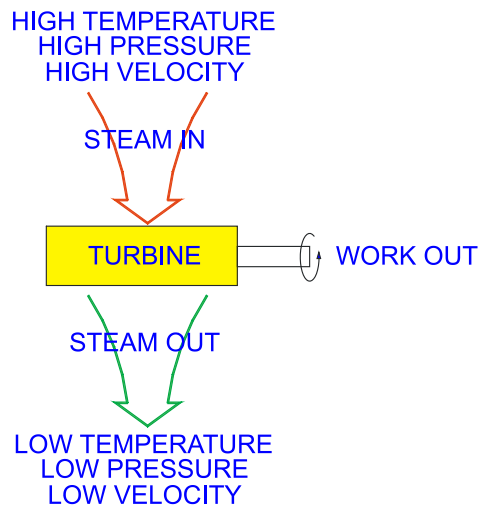 HIGH TEMPERATURE
HIGH PRESSURE
HIGH VELOCITY
STEAM IN
TURBINE
WORK OUT
STEAM OUT
LOW TEMPERATURE
LOW PRESSURE
LOW VELOCITY